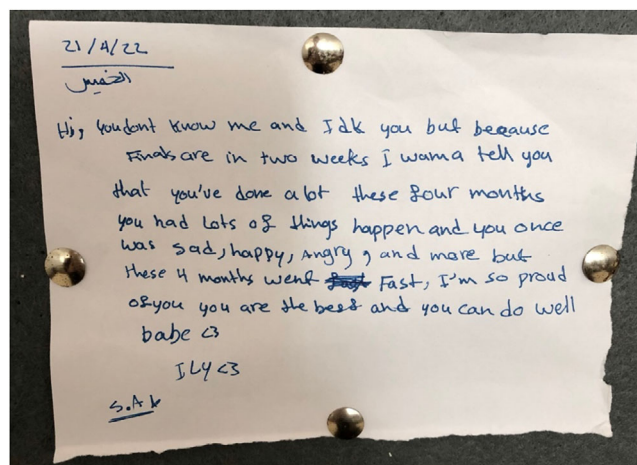 21/4/22
الخميس
Hi, you dont know me and Idk you but because
Finals are in two weeks I wanna tell you
that you've done a lot these four months
you had lots of things happen and you once
was sad, happy, Angry, and more but
these 4 months went fast Fast, I'm so proud
of you you are the best and you can do well
babe <3
ILY <3
S.A